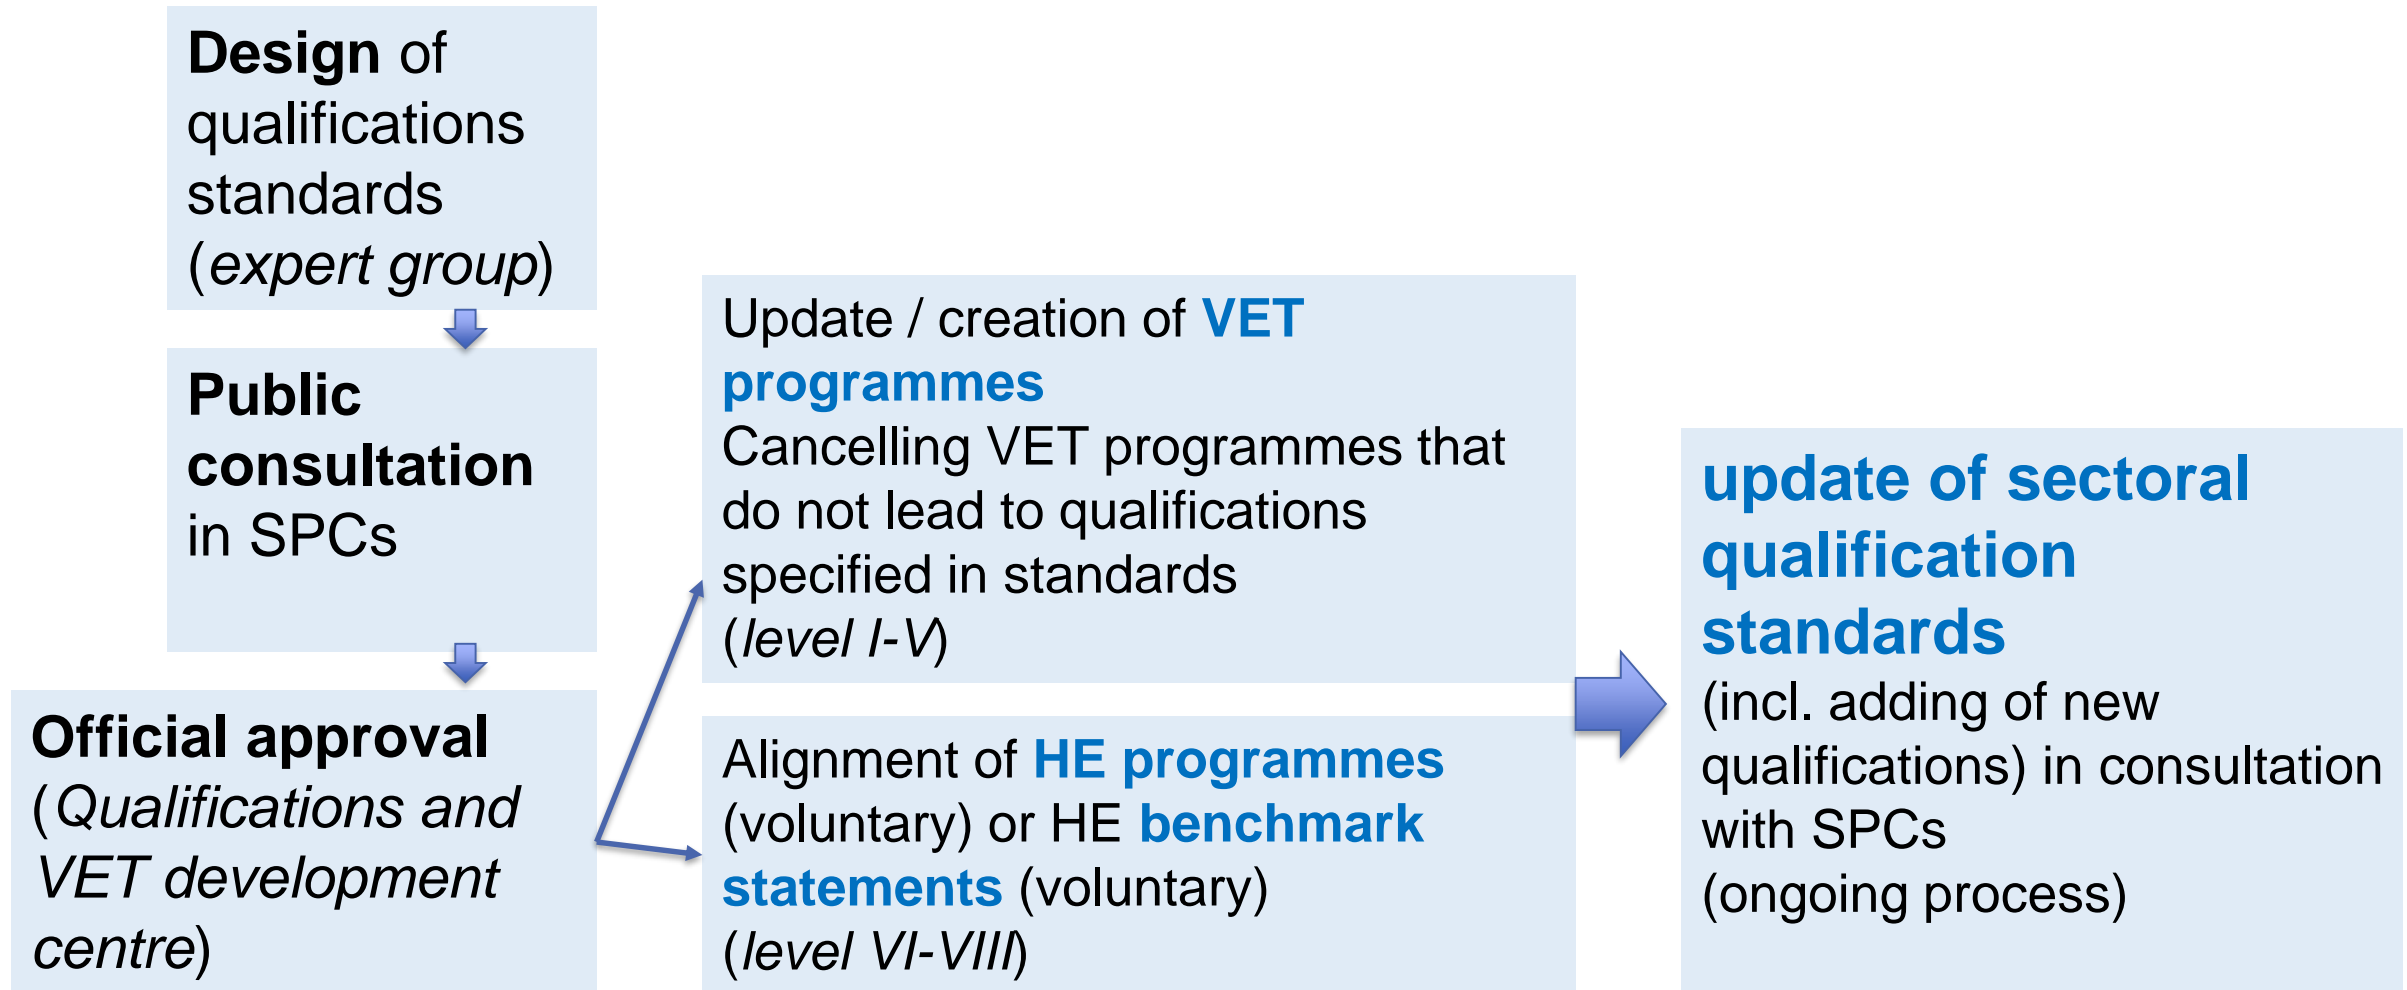 Design of
qualifications
standards
(expert group)
Public
consultation
in SPCs
Official approval
(Qualifications and
VET development
centre)
Update / creation of VET
programmes
Cancelling VET programmes that
do not lead to qualifications
specified in standards
(level I-V)
Alignment of HE programmes
(voluntary) or HE benchmark
statements (voluntary)
(level VI-VIII)
update of sectoral
qualification
standards
(incl. adding of new
qualifications) in consultation
with SPCs
(ongoing process)